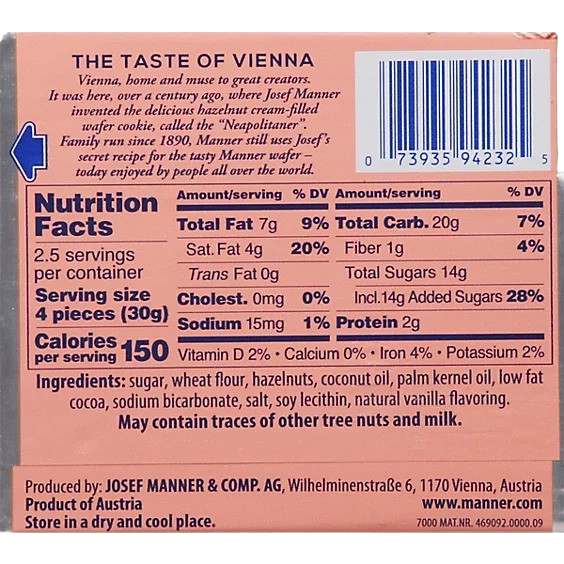 THE TASTE OF VIENNA
Vienna, home and muse to great creators.
It was here, over a century ago, where Josef Manner
invented the delicious hazelnut cream-filled
wafer cookie, called the “Neapolitaner”.
Family run since 1890, Manner still uses Josef’s
secret recipe for the tasty Manner wafer –
today enjoyed by people all over the world.
0 73935 94232 5
Nutrition
Facts
2.5 servings
per container
Serving size
4 pieces (30g)
Calories
per serving 150
Amount/serving % DV
Total Fat 7g 9%
Sat. Fat 4g 20%
Trans Fat 0g
Cholest. 0mg 0%
Sodium 15mg 1%
Amount/serving % DV
Total Carb. 20g 7%
Fiber 1g 4%
Total Sugars 14g
Incl.14g Added Sugars 28%
Protein 2g
Vitamin D 2% • Calcium 0% • Iron 4% • Potassium 2%
Ingredients: sugar, wheat flour, hazelnuts, coconut oil, palm kernel oil, low fat
cocoa, sodium bicarbonate, salt, soy lecithin, natural vanilla flavoring.
May contain traces of other tree nuts and milk.
Produced by: JOSEF MANNER & COMP. AG, Wilhelminenstraße 6, 1170 Vienna, Austria
Product of Austria www.manner.com
Store in a dry and cool place. 7000 MAT.NR. 469092.0000.09